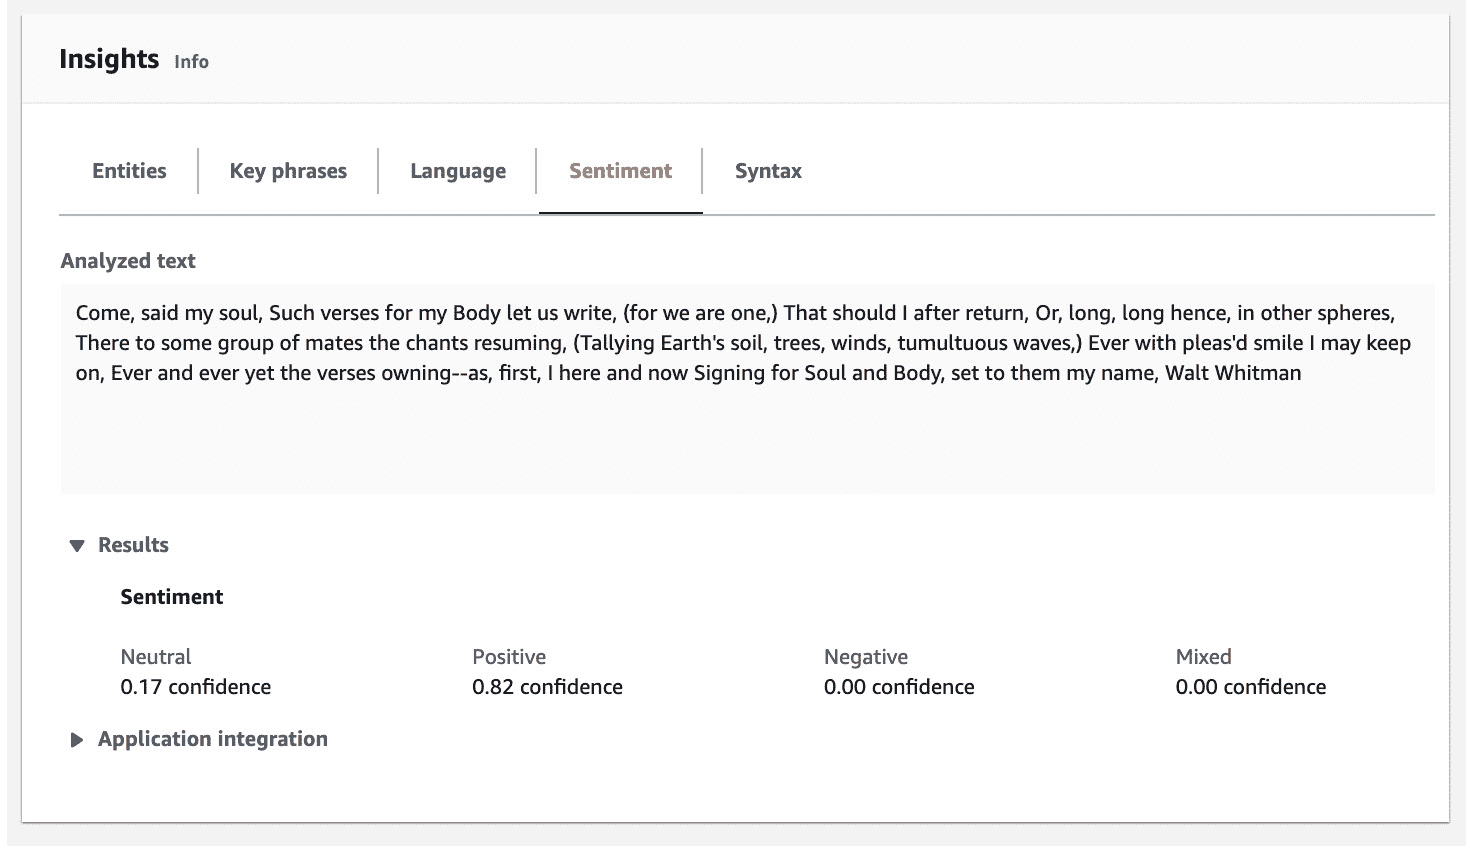 Insights Info
Entities Key phrases Language Sentiment Syntax
Analyzed text
Come, said my soul, Such verses for my Body let us write, (for we are one,) That should I after return, Or, long, long hence, in other spheres,
There to some group of mates the chants resuming, (Tallying Earth's soil, trees, winds, tumultuous waves,) Ever with pleas'd smile I may keep
on, Ever and ever yet the verses owning--as, first, I here and now Signing for Soul and Body, set to them my name, Walt Whitman
Results
Sentiment
Neutral Positive Negative Mixed
0.17 confidence 0.82 confidence 0.00 confidence 0.00 confidence
Application integration